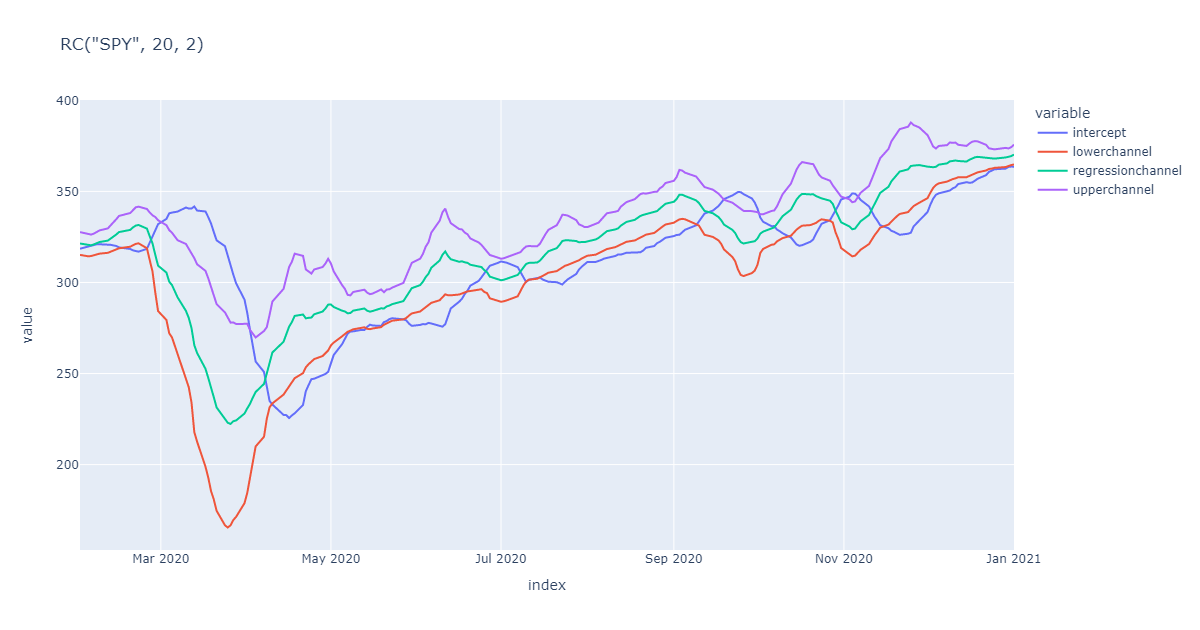 RC("SPY", 20, 2)
400
350
300
250
200
value
Mar 2020
May 2020
Jul 2020
Sep 2020
Nov 2020
Jan 2021
index
variable
intercept
lowerchannel
regressionchannel
upperchannel